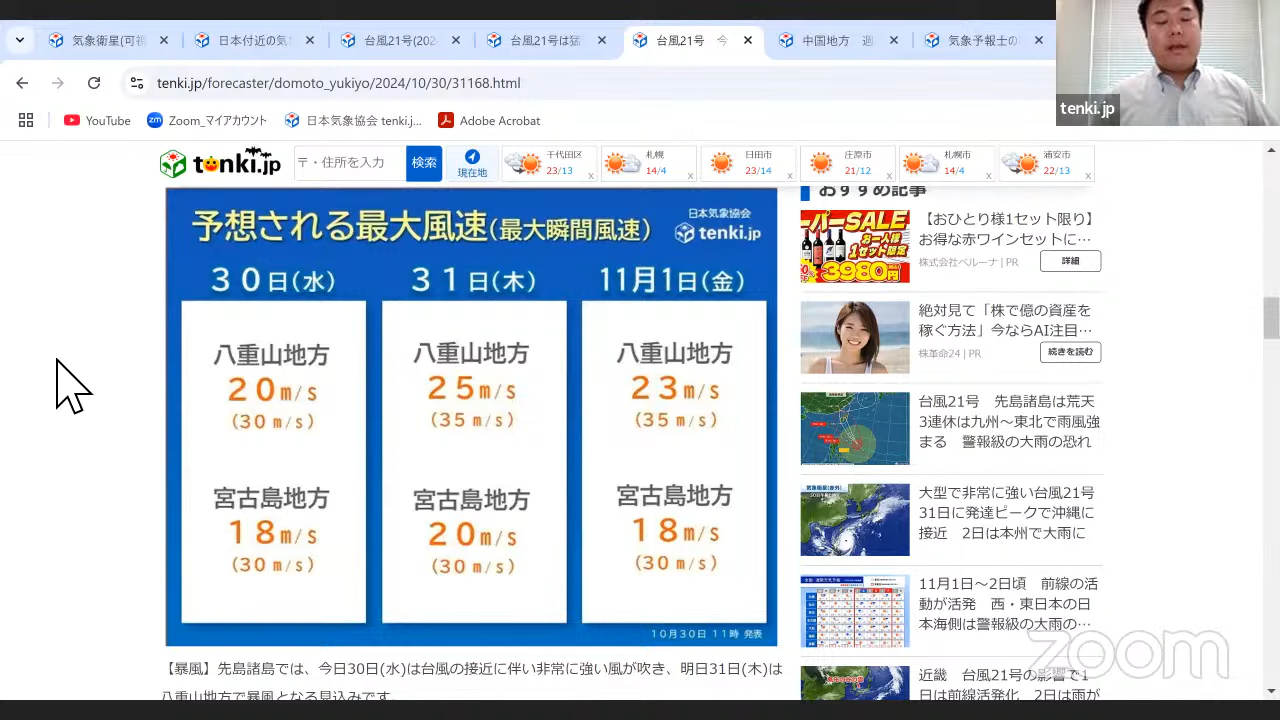 気象衛星(可視
日本付近の気
台風21号202
台風21号は猛
台風21号 今
中国地方 週
気象予報士の
tenki.jp/forecaster/domoto_yukiyo/2024/10/30/31168.html
YouTube
Zoom_マイアカウント
Adobe Acrobat
tenki.jp
tenki.jp
〒・住所を入力
検索
現在地
千代田区
23/13
札幌
14/4
日田市
23/14
庄原市
21/12
札幌市
14/4
浦安市
22/13
予想される最大風速(最大瞬間風速)
日本気象協会
tenki.jp
30日(水)
八重山地方
20m/s
(30m/s)
宮古島地方
18m/s
(30m/s)
31日(木)
八重山地方
25m/s
(35m/s)
宮古島地方
20m/s
(30m/s)
11月1日(金)
八重山地方
23m/s
(35m/s)
宮古島地方
18m/s
(30m/s)
10月30日11時 発表
【暴風】先島諸島では、今日30日(水)は台風の接近に伴い非常に強い風が吹き、明日31日(木)は
八重山地方で暴風となる見込みです
おすすめ記事
ーパーSALE
お一人様
1セット限定
3980円
【おひとり様1セット限り】
お得な赤ワインセットに…
株式会社ベルーナ | PR
詳細
絶対見て「株で億の資産を
稼ぐ方法」今ならAI注目…
株革命24 | PR
続きを読む
台風21号 先島諸島は荒天
3連休は九州～東北で雨風強
まる 警報級の大雨の恐れ
大型で非常に強い台風21号
31日に発達ピークで沖縄に
接近 2日は本州で大雨に
11月1日～2日頃 前線の活
動が活発 西・東日本の日
本海側は警報級の大雨の…
近畿 台風21号の影響で1
日は前線活発化 2日は雨が
zoom